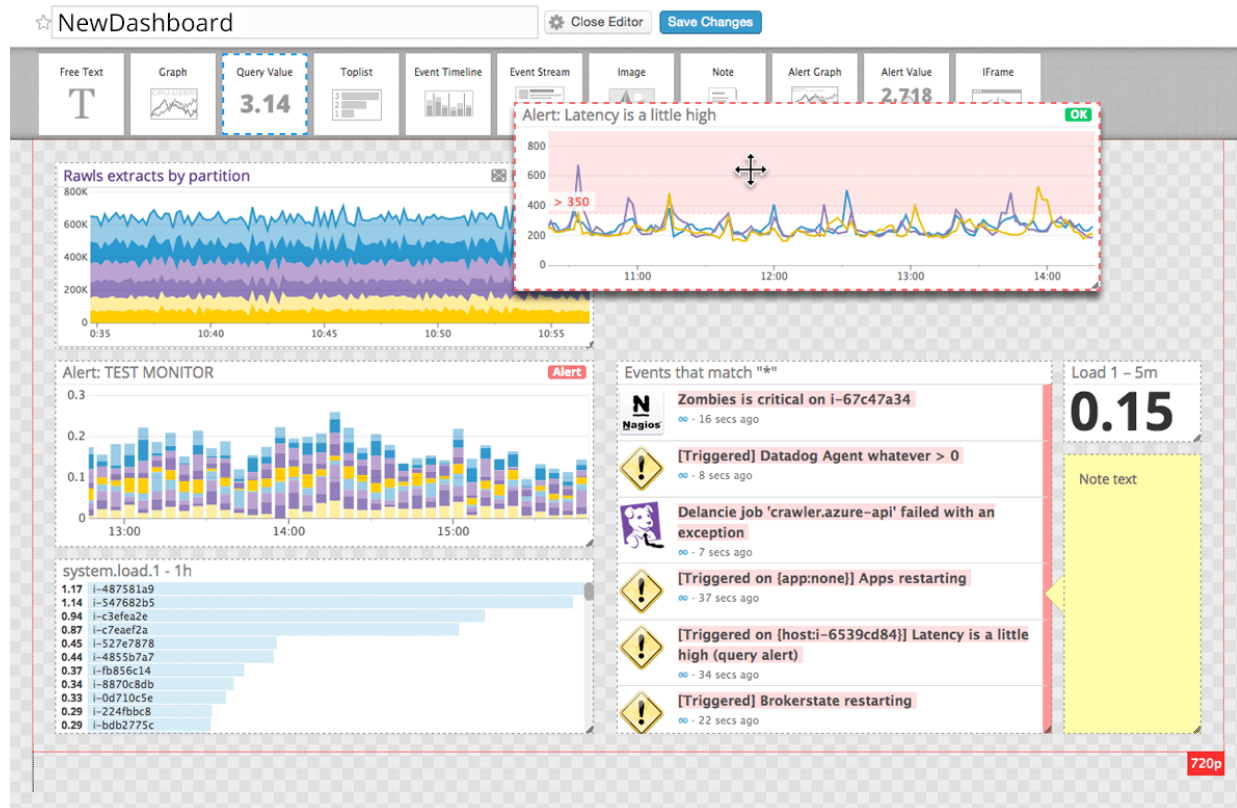 NewDashboard
Close Editor
Save Changes
Free Text
Graph
Query Value
Toplist
Event Timeline
Event Stream
Image
Note
Alert Graph
Alert Value
IFrame
T
CPU.USER
3.14
3
2
1
2.718
Alert: Latency is a little high
OK
800
600
400
200
0
> 350
11:00
12:00
13:00
14:00
Rawls extracts by partition
800K
600K
400K
200K
0
0:35
10:40
10:45
10:50
10:55
Alert: TEST MONITOR
Alert
0.3
0.2
0.1
0
13:00
14:00
15:00
system.load.1 - 1h
1.17 i-487581a9
1.14 i-547682b5
0.94 i-c3efea2e
0.87 i-c7eaef2a
0.45 i-527e7878
0.44 i-4855b7a7
0.37 i-fb856c14
0.34 i-8870c8db
0.33 i-0d710c5e
0.29 i-224fbbc8
0.29 i-bdb2775c
Events that match "*"
N
Nagios
Zombies is critical on i-67c47a34
∞ - 16 secs ago
[Triggered] Datadog Agent whatever > 0
∞ - 8 secs ago
Delancie job 'crawler.azure-api' failed with an
exception
∞ - 7 secs ago
[Triggered on {app:none}] Apps restarting
∞ - 37 secs ago
[Triggered on {host:i-6539cd84}] Latency is a little
high (query alert)
∞ - 34 secs ago
[Triggered] Brokerstate restarting
∞ - 22 secs ago
Load 1 – 5m
0.15
Note text
720p